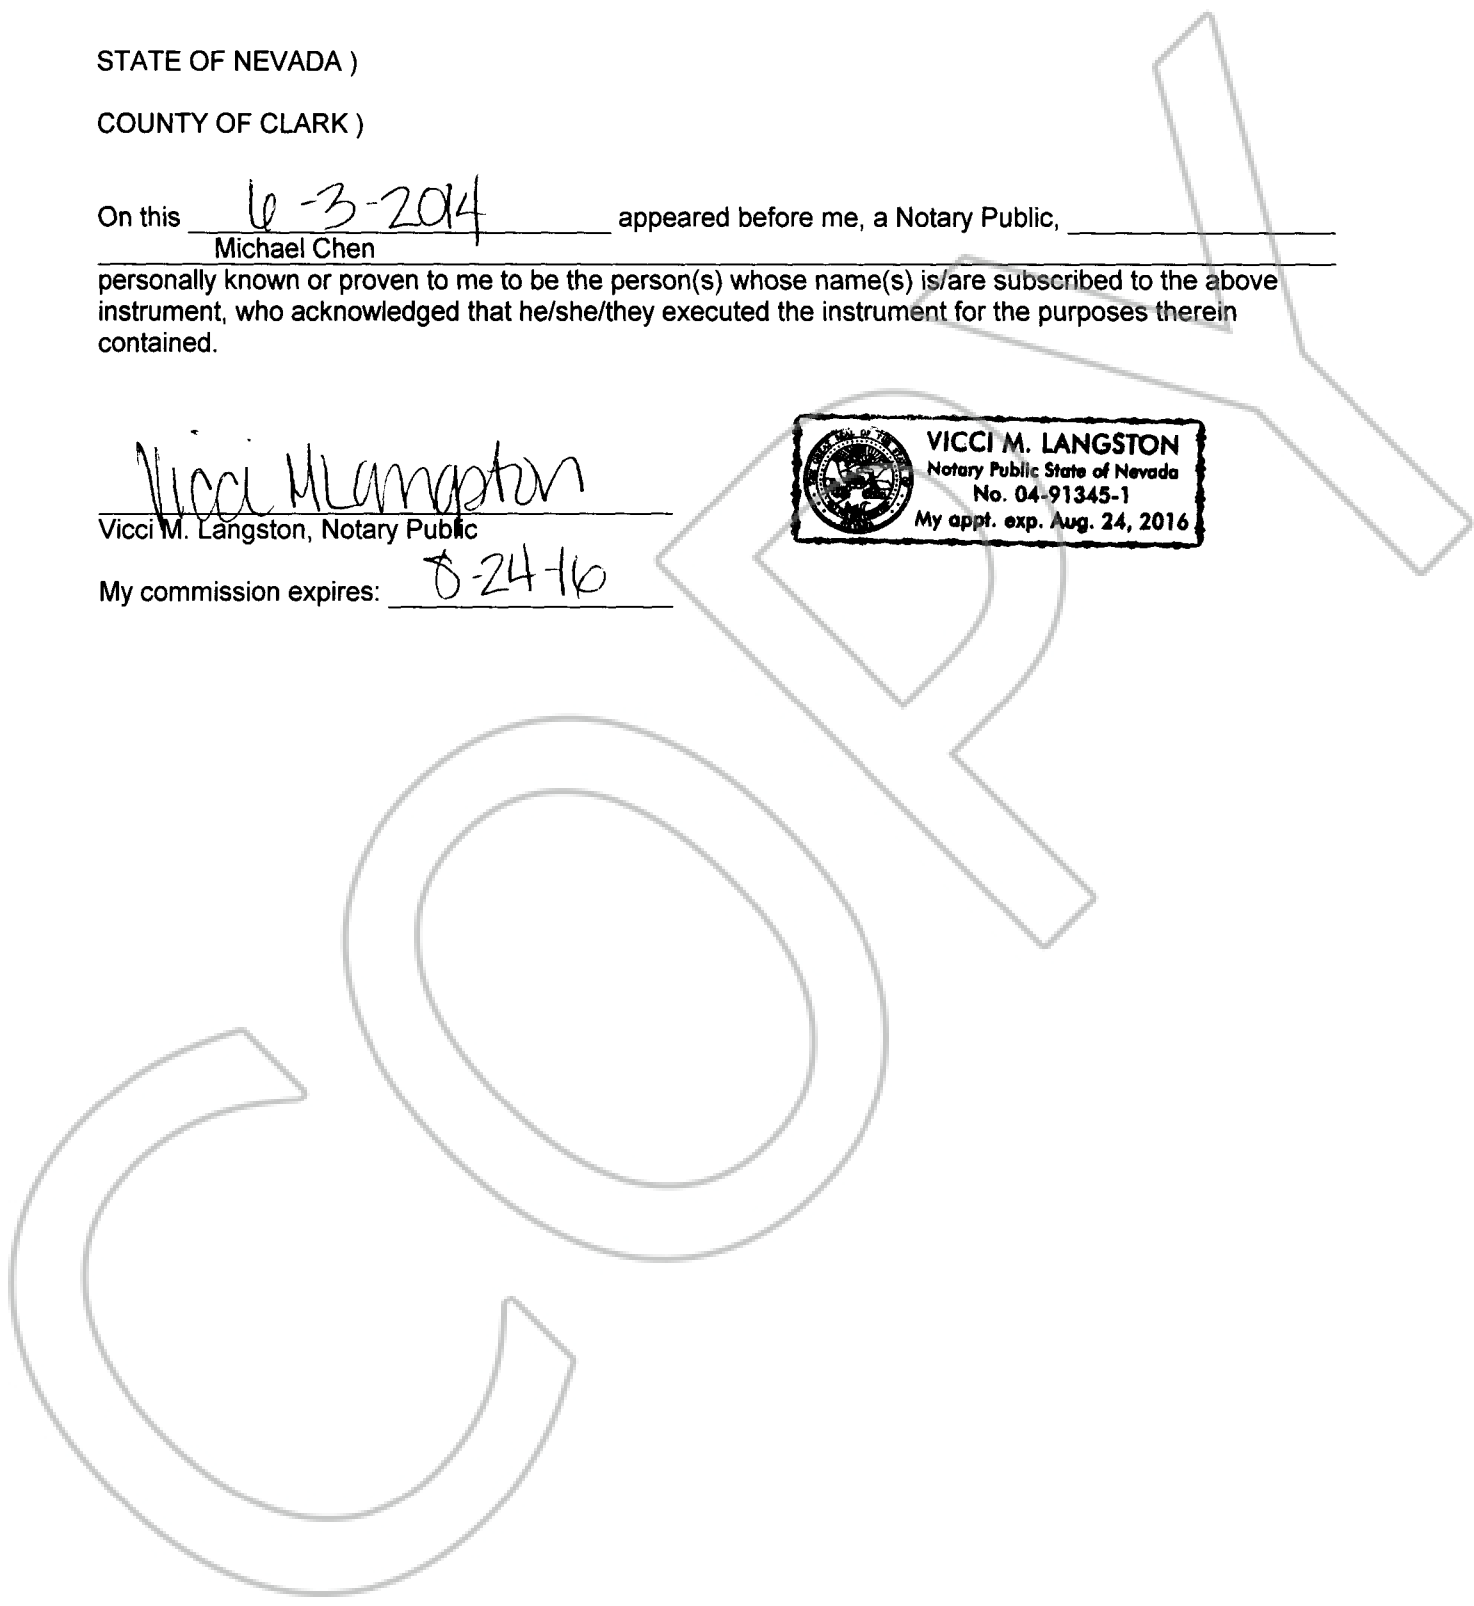 STATE OF NEVADA )
COUNTY OF CLARK )
On this 6-3-2014 appeared before me, a Notary Public,
Michael Chen
personally known or proven to me to be the person(s) whose name(s) is/are subscribed to the above
instrument, who acknowledged that he/she/they executed the instrument for the purposes therein
contained.
Vicci M Langston
Vicci M. Langston, Notary Public
My commission expires: 8-24-16
VICCI M. LANGSTON
Notary Public State of Nevada
No. 04-91345-1
My appt. exp. Aug. 24, 2016
COPY